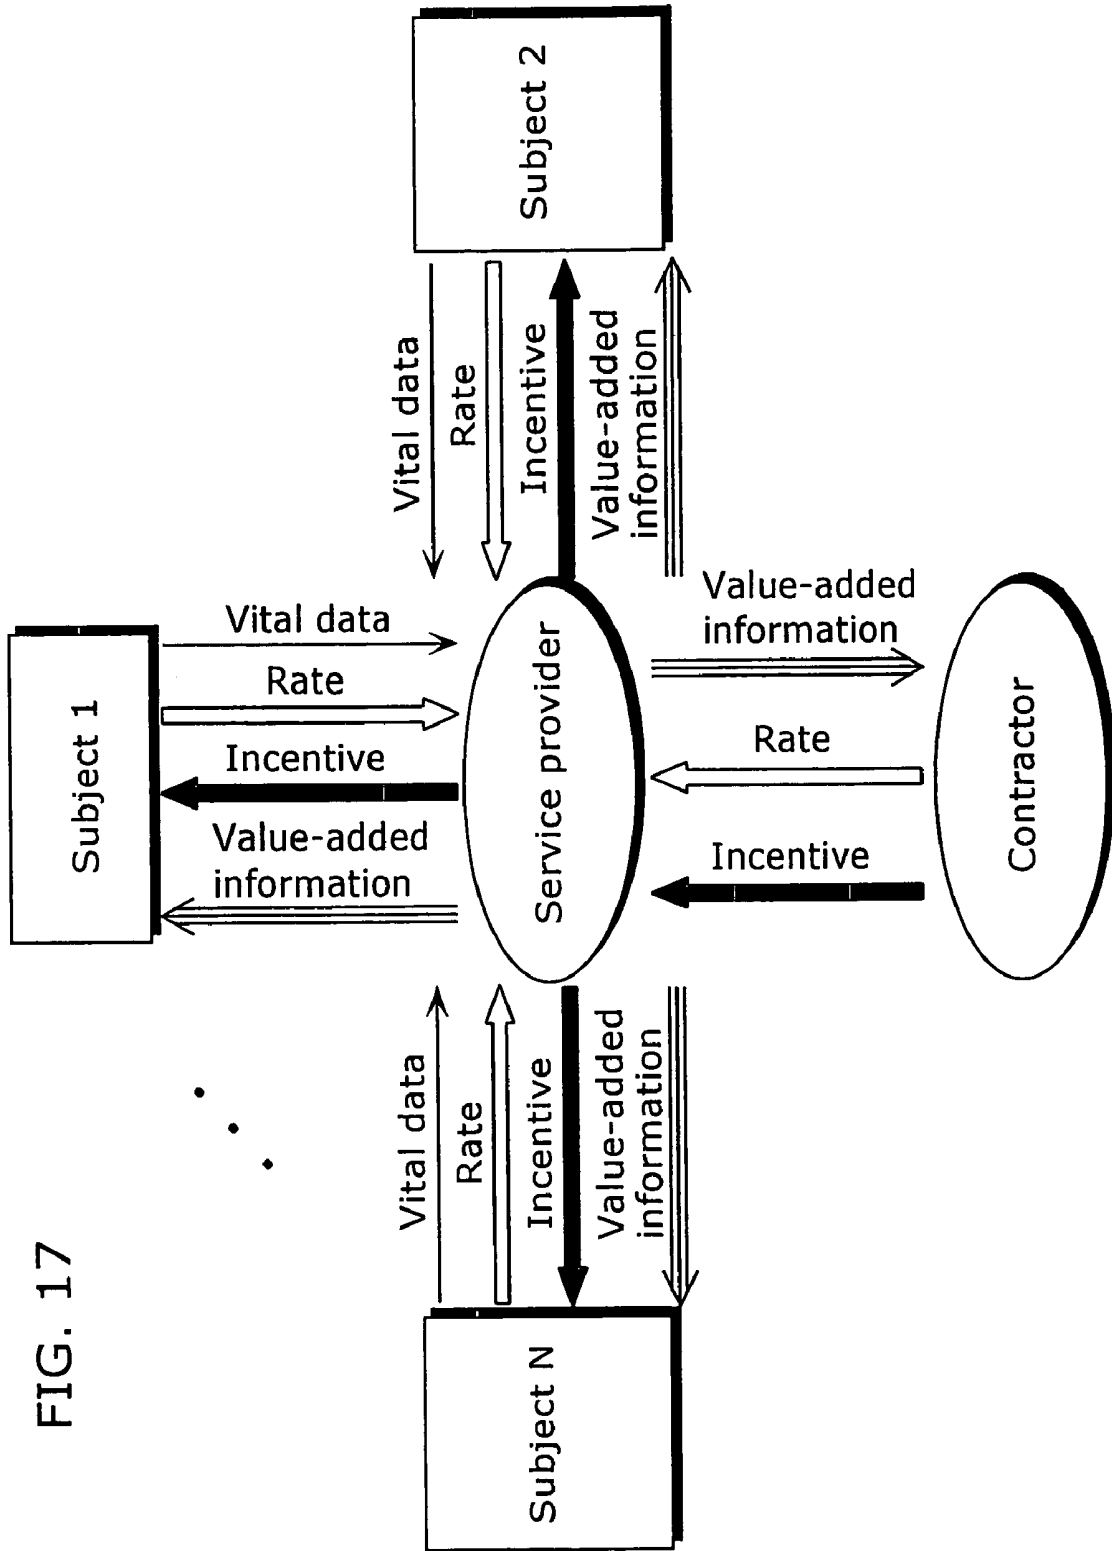 FIG. 17
Subject 1
Vital data
Rate
Incentive
Value-added
information
Subject 2
Vital data
Rate
Incentive
Value-added
information
Service provider
Subject N
Vital data
Rate
Incentive
Value-added
information
Value-added
information
Rate
Incentive
Contractor